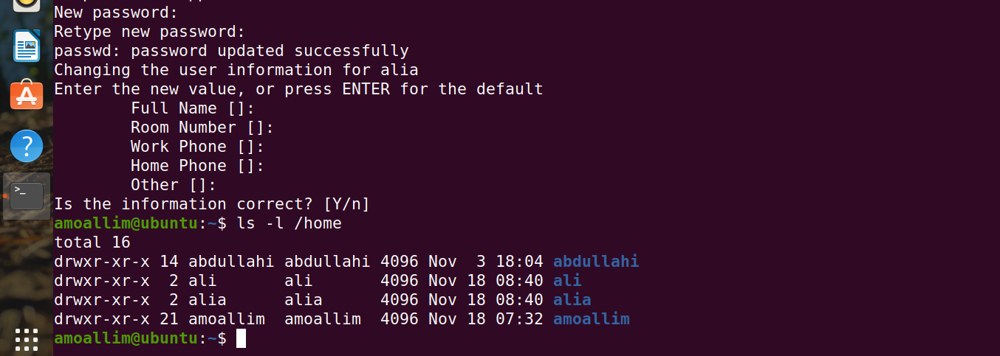 New password:
Retype new password:
passwd: password updated successfully
Changing the user information for alia
Enter the new value, or press ENTER for the default
        Full Name []:
        Room Number []:
        Work Phone []:
        Home Phone []:
        Other []:
Is the information correct? [Y/n]
amoallim@ubuntu:~$ ls -l /home
total 16
drwxr-xr-x 14 abdullahi abdullahi 4096 Nov  3 18:04 abdullahi
drwxr-xr-x  2 ali       ali       4096 Nov 18 08:40 ali
drwxr-xr-x  2 alia      alia      4096 Nov 18 08:40 alia
drwxr-xr-x 21 amoallim  amoallim  4096 Nov 18 07:32 amoallim
amoallim@ubuntu:~$